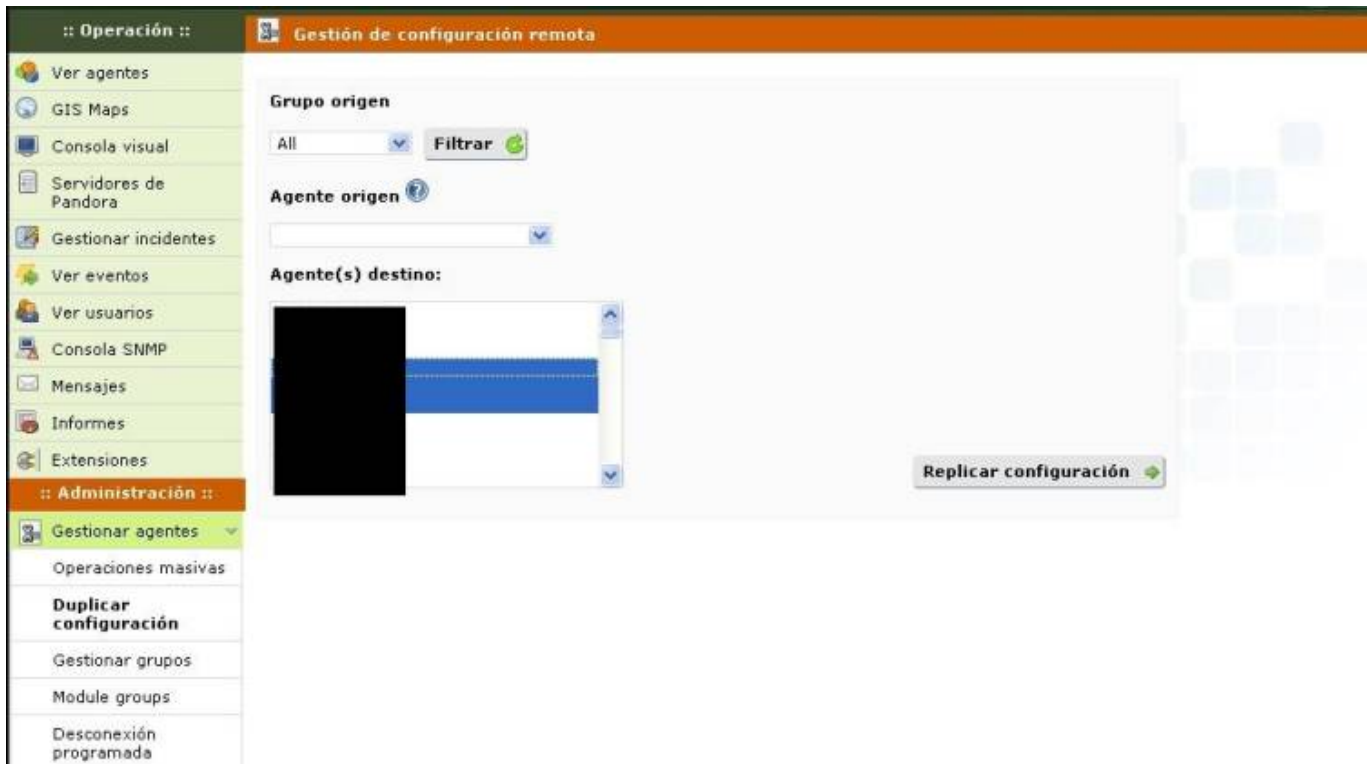 :: Operación ::
Ver agentes
GIS Maps
Consola visual
Servidores de
Pandora
Gestionar incidentes
Ver eventos
Ver usuarios
Consola SNMP
Mensajes
Informes
Extensiones
:: Administración ::
Gestionar agentes
Operaciones masivas
Duplicar
configuración
Gestionar grupos
Module groups
Desconexión
programada
Gestión de configuración remota
Grupo origen
All
Filtrar
Agente origen
?
Agente(s) destino:
Replicar configuración